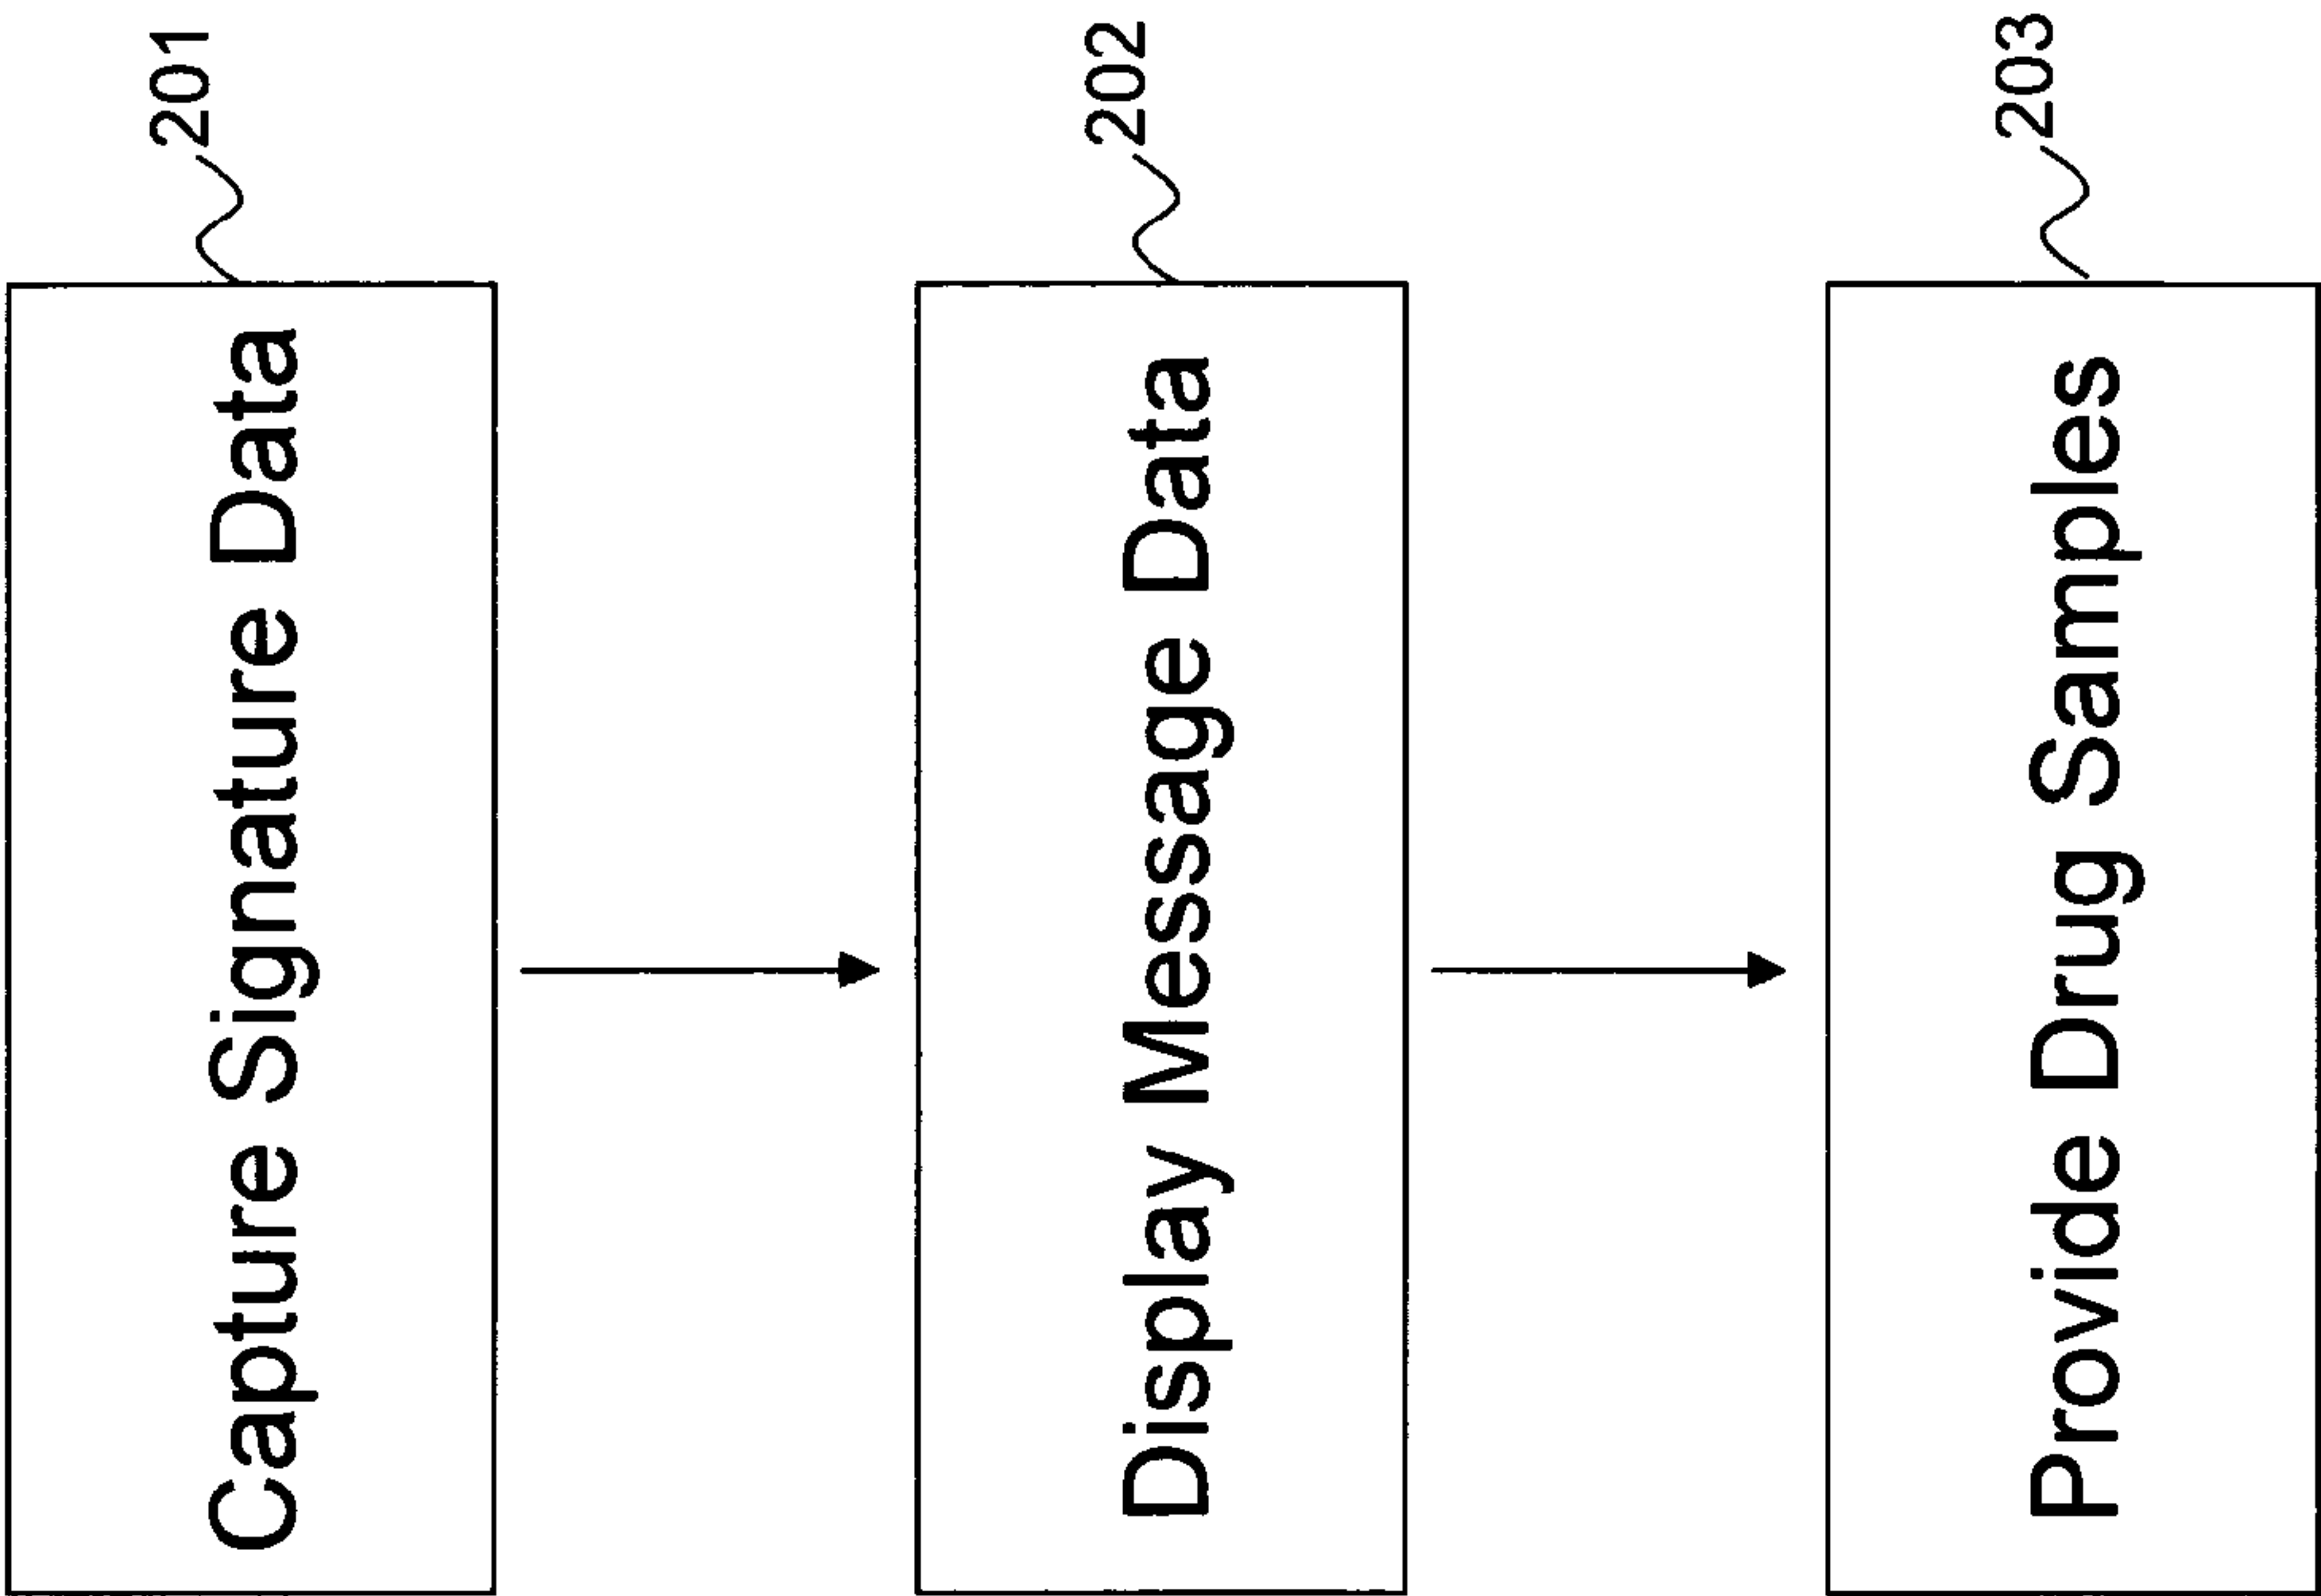 Capture Signature Data
201
Display Message Data
202
Provide Drug Samples
203